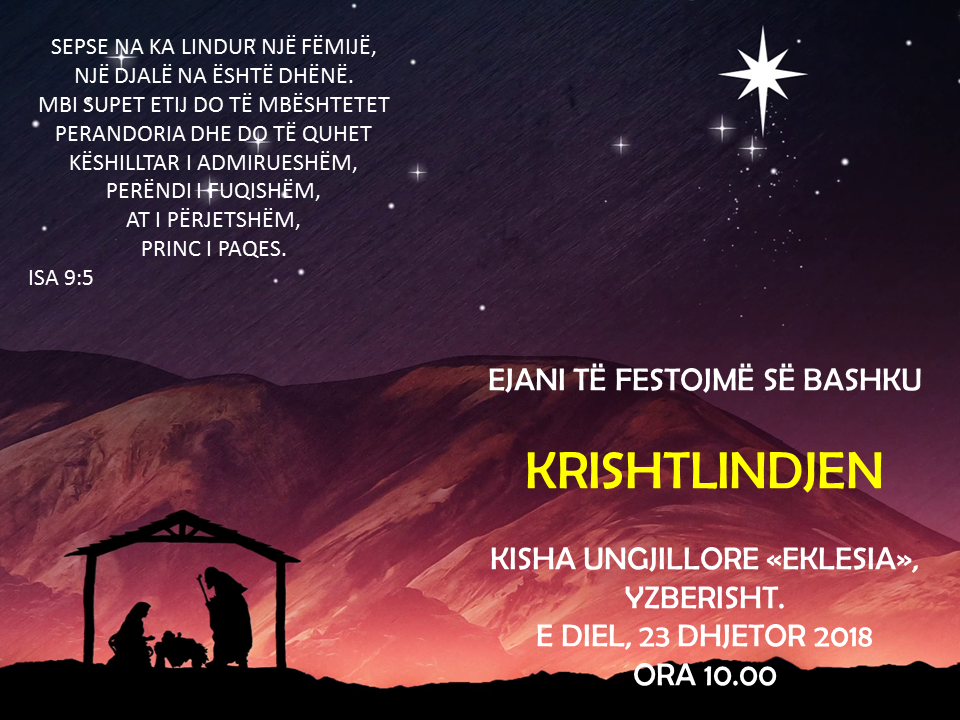 SEPSE NA KA LINDUR NJË FËMIJË,
NJË DJALË NA ËSHTË DHËNË.
MBI SUPET ETIJ DO TË MBËSHTETET
PERANDORIA DHE DO TË QUHET
KËSHILLTAR I ADMIRUESHËM,
PERËNDI I FUQISHËM,
AT I PËRJETSHËM,
PRINC I PAQES.
ISA 9:5
EJANI TË FESTOJMË SË BASHKU
KRISHTLINDJEN
KISHA UNGJILLORE «EKLESIA»,
YZBERISHT.
E DIEL, 23 DHJETOR 2018
ORA 10.00